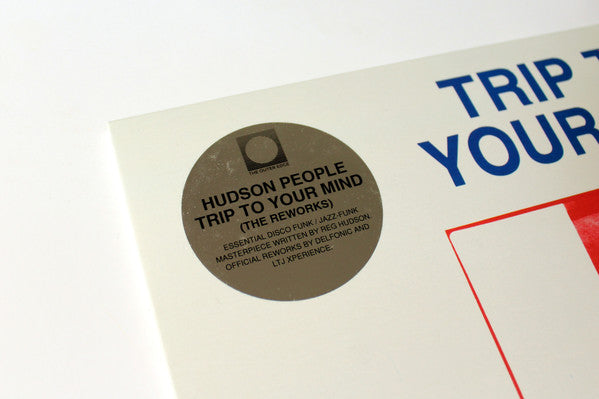 TRIP T
YOUR
THE OUTER EDGE
HUDSON PEOPLE
TRIP TO YOUR MIND
(THE REWORKS)
ESSENTIAL DISCO FUNK / JAZZ-FUNK
MASTERPIECE WRITTEN BY REG HUDSON.
OFFICIAL REWORKS BY DELFONIC AND
LTJ XPERIENCE.